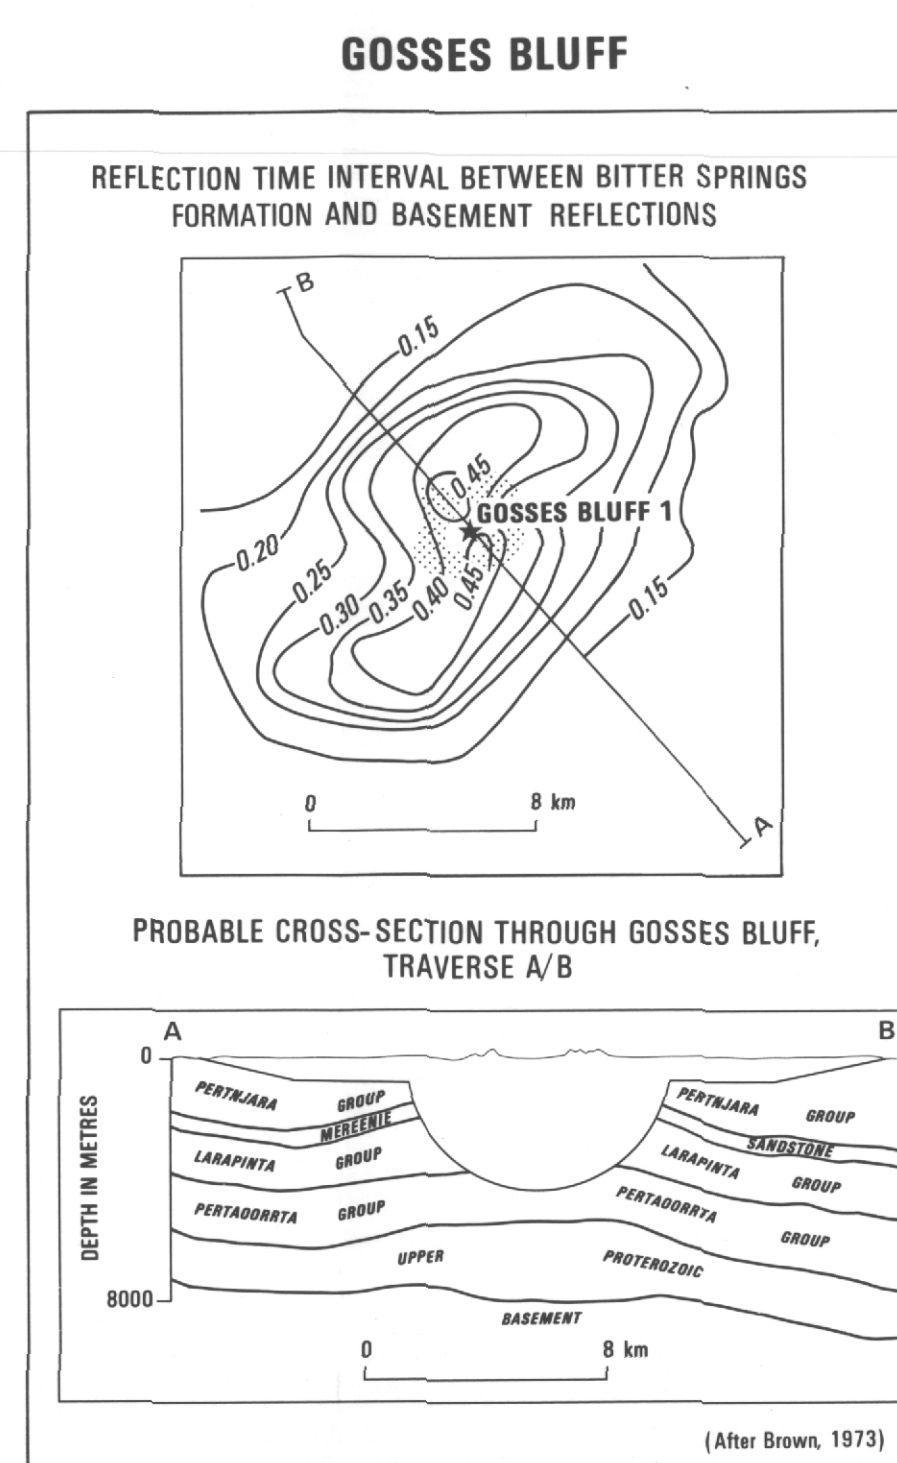 GOSSES BLUFF
REFLECTION TIME INTERVAL BETWEEN BITTER SPRINGS
FORMATION AND BASEMENT REFLECTIONS
B
0.15
0.45
GOSSES BLUFF 1
0.20
0.25
0.30
0.35
0.40
0.45
0.15
0 8 km
A
PROBABLE CROSS-SECTION THROUGH GOSSES BLUFF,
TRAVERSE A/B
A B
0
DEPTH IN METRES
8000
PERTNJARA GROUP
MEREENIE
LARAPINTA GROUP
PERTAOORRTA GROUP
PERTNJARA GROUP
SANDSTONE
LARAPINTA GROUP
PERTAOORRTA GROUP
UPPER PROTEROZOIC
BASEMENT
0 8 km
(After Brown, 1973)